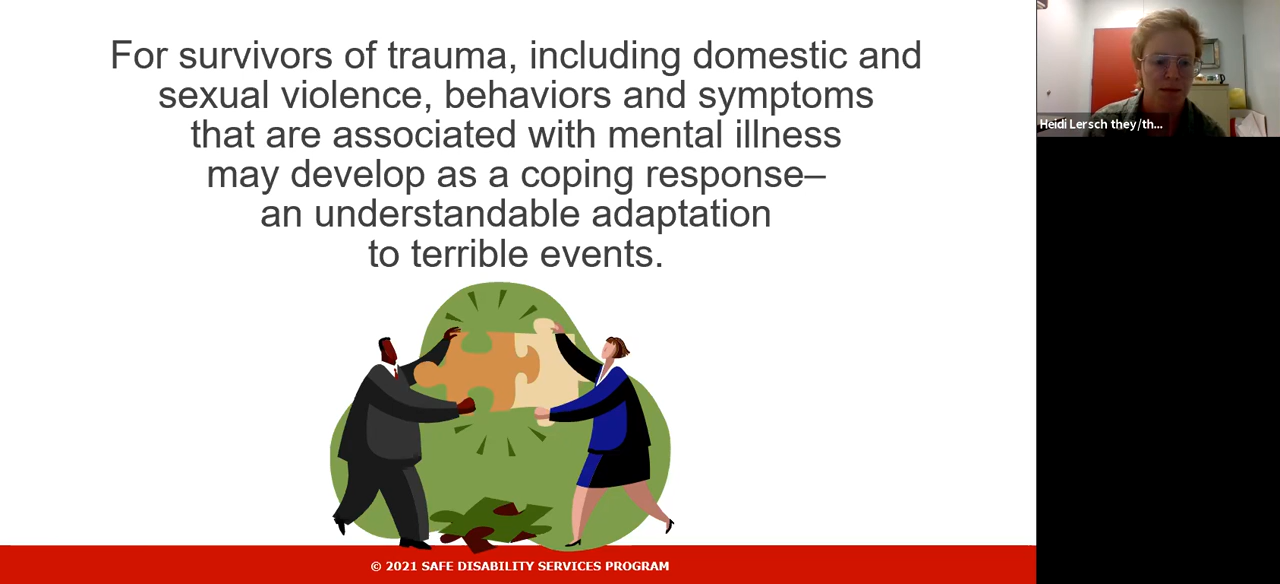 For survivors of trauma, including domestic and
sexual violence, behaviors and symptoms
that are associated with mental illness
may develop as a coping response–
an understandable adaptation
to terrible events.
Heidi Lersch they/th...
© 2021 SAFE DISABILITY SERVICES PROGRAM